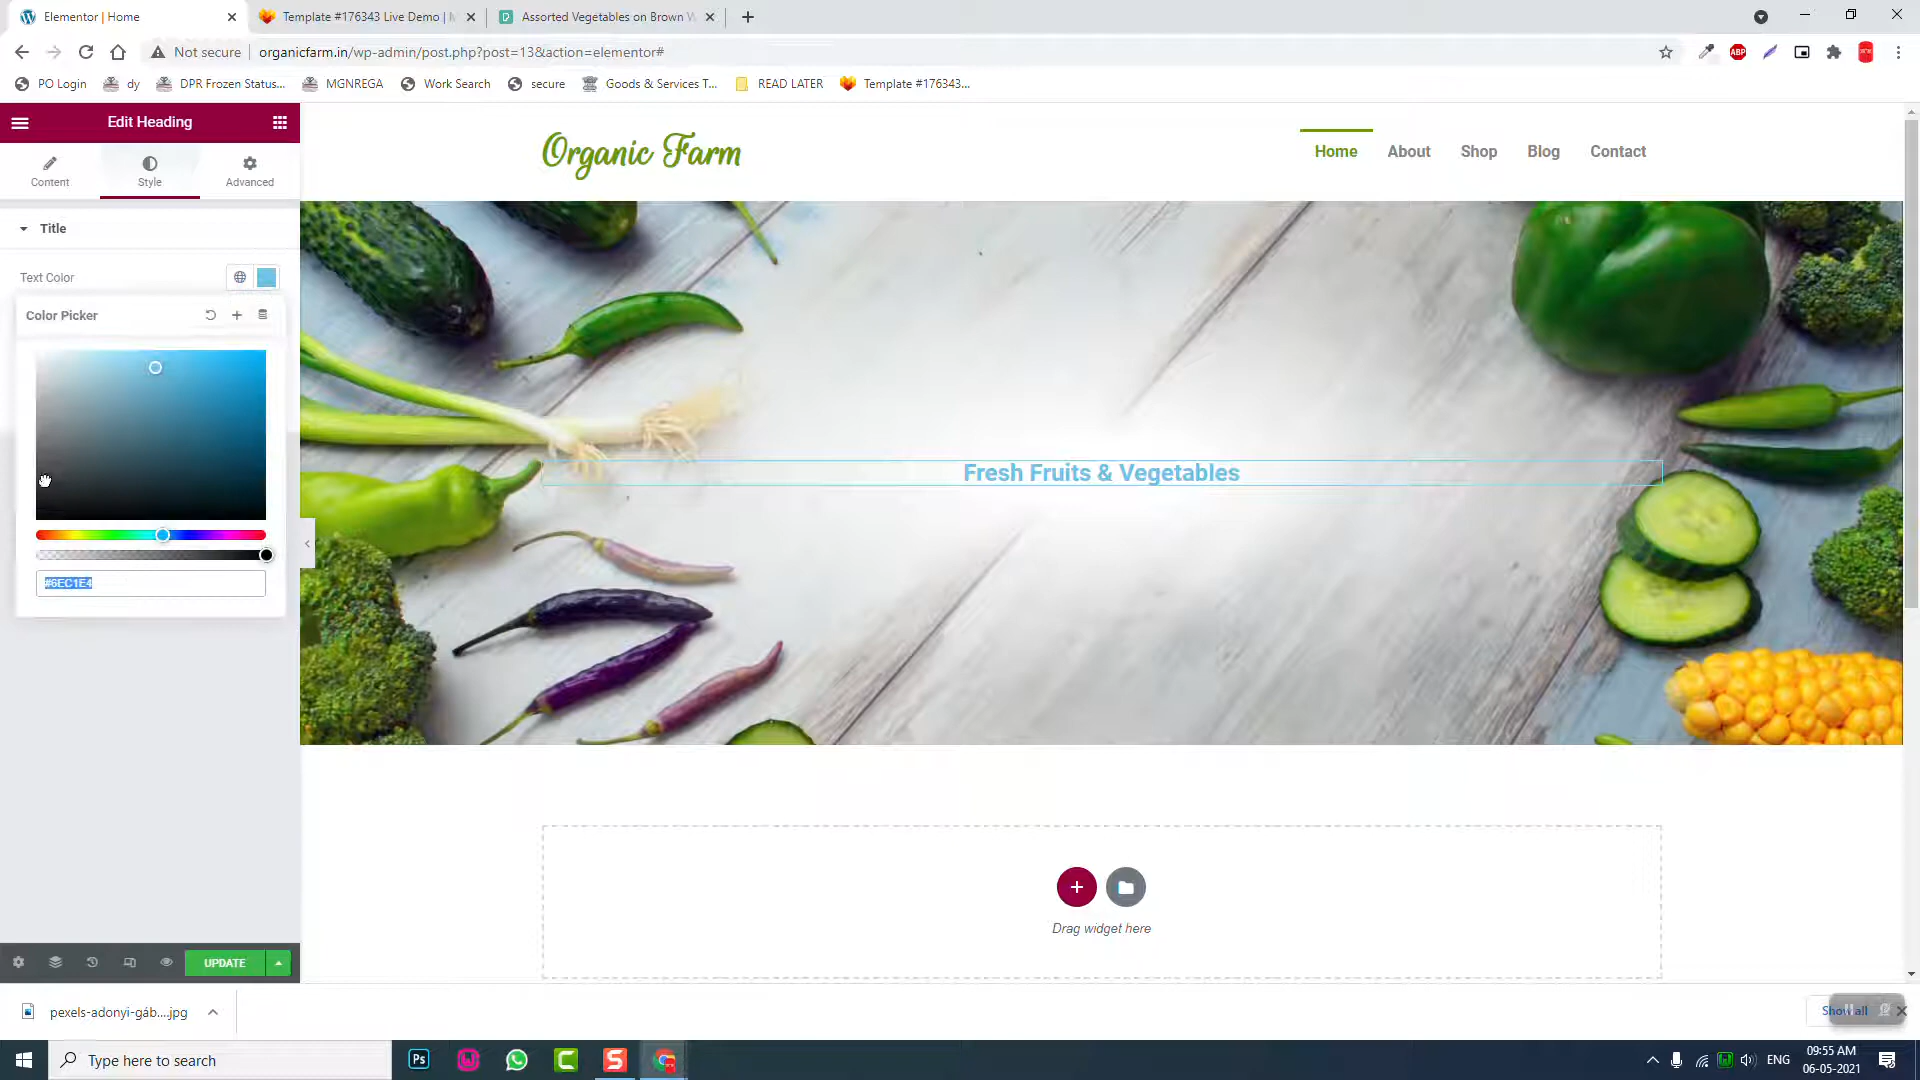 Elementor | Home
Template #176343 Live Demo |
Assorted Vegetables on Brown
Not secure
organicfarm.in/wp-admin/post.php?post=13&action=elementor#
PO Login
dy
DPR Frozen Status...
MGNREGA
Work Search
secure
Goods & Services T...
READ LATER
Template #176343...
Edit Heading
Content
Style
Advanced
Title
Text Color
Color Picker
#6EC1E4
UPDATE
Organic Farm
Home
About
Shop
Blog
Contact
Fresh Fruits & Vegetables
Drag widget here
pexels-adonyi-gáb....jpg
Show all
Type here to search
Ps
ABP
ENG
09:55 AM
06-05-2021